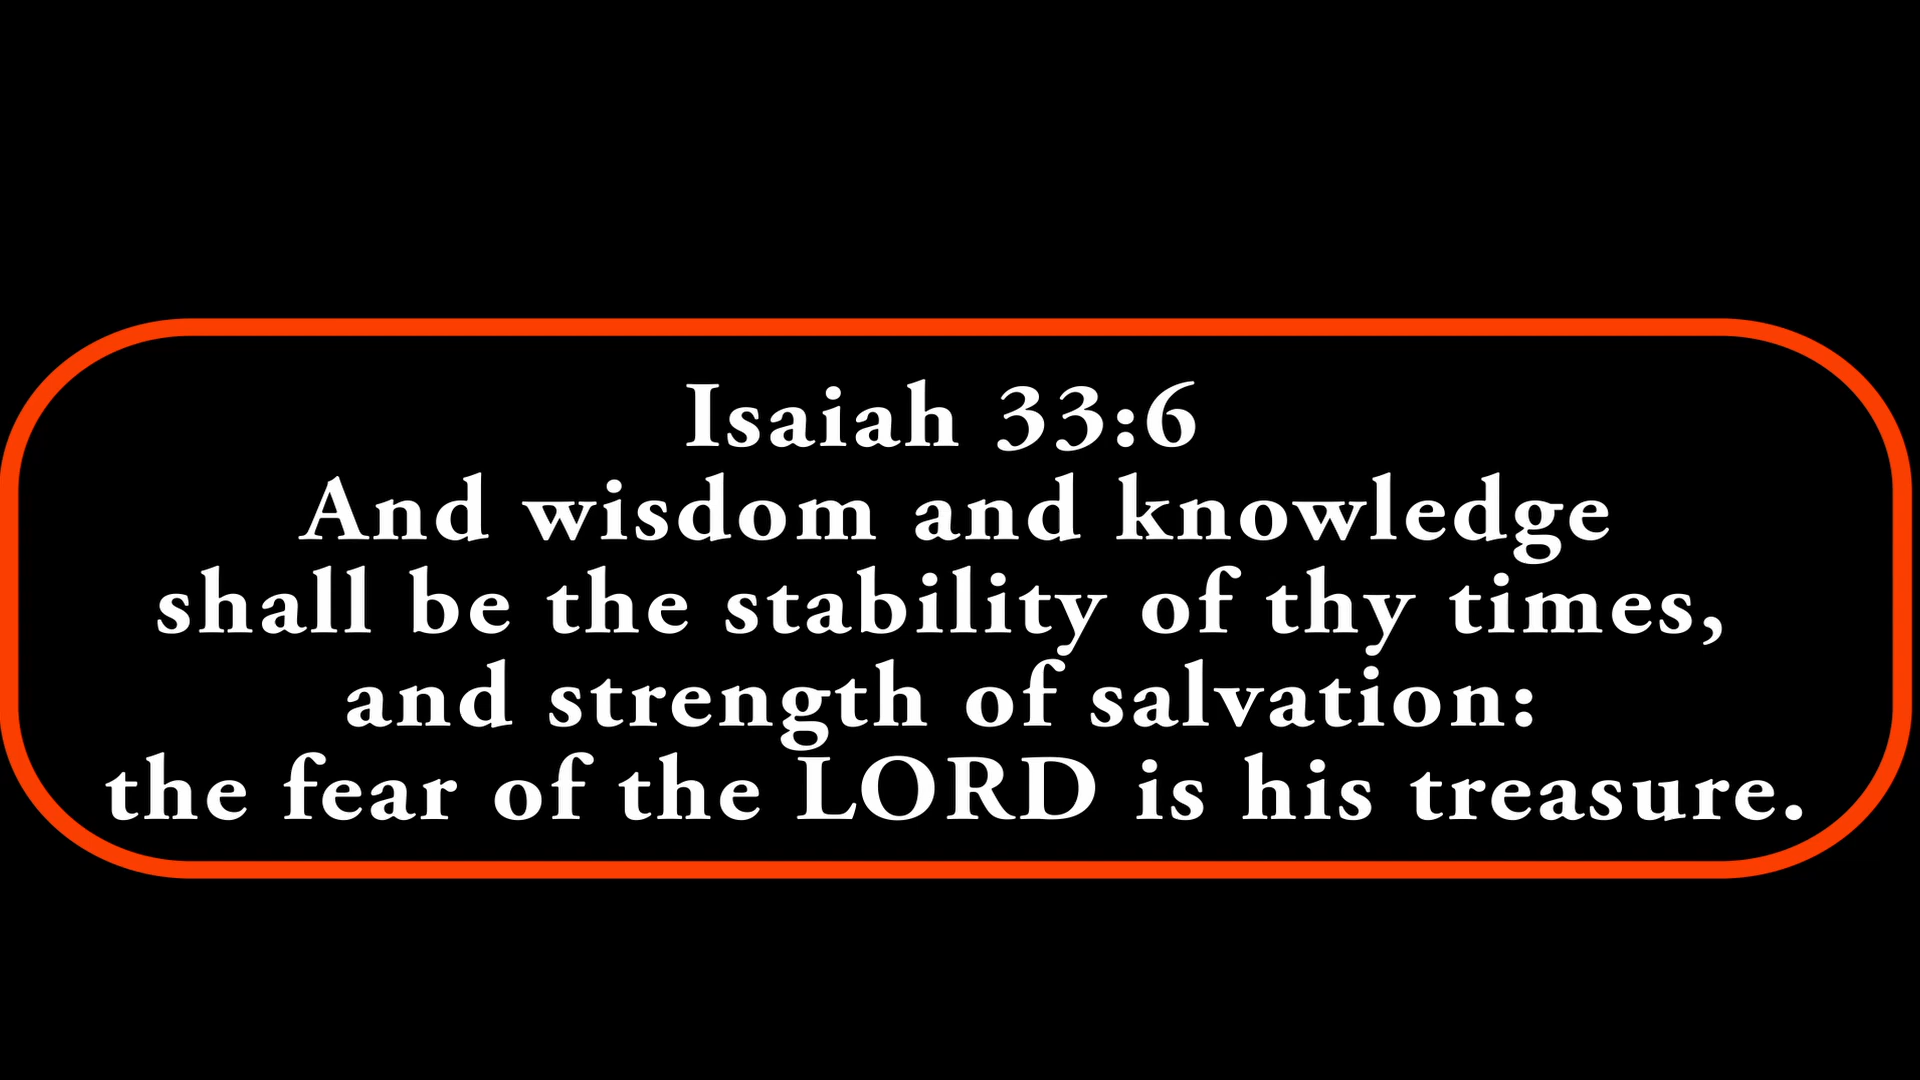 Isaiah 33:6
And wisdom and knowledge
shall be the stability of thy times,
and strength of salvation:
the fear of the LORD is his treasure.